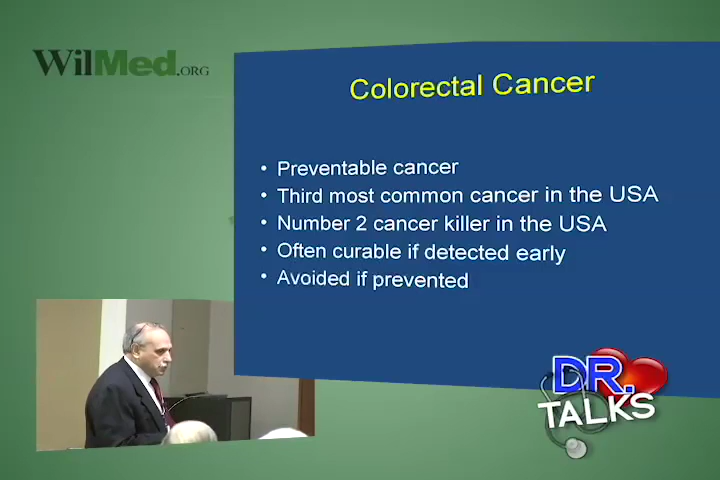 WilMed.ORG
Colorectal Cancer
• Preventable cancer
• Third most common cancer in the USA
• Number 2 cancer killer in the USA
• Often curable if detected early
• Avoided if prevented
DR.
TALKS